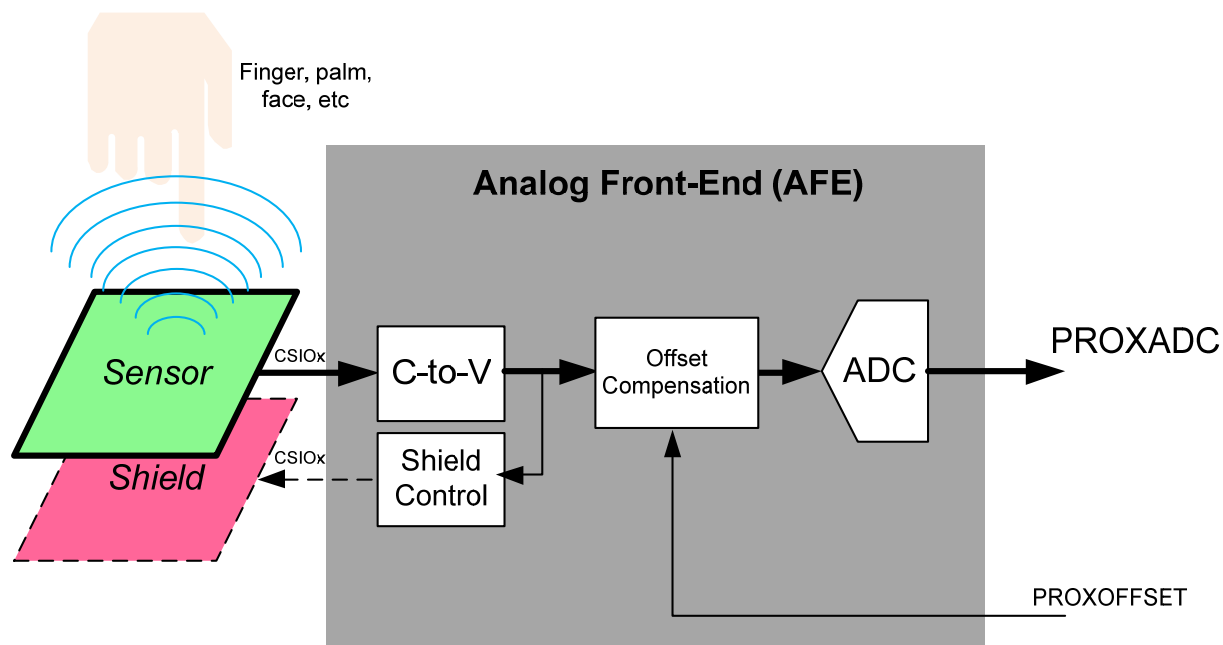 Finger, palm,
face, etc
Analog Front-End (AFE)
Sensor
CSIOx
C-to-V
Offset
Compensation
ADC
PROXADC
Shield
CSIOx
Shield
Control
PROXOFFSET